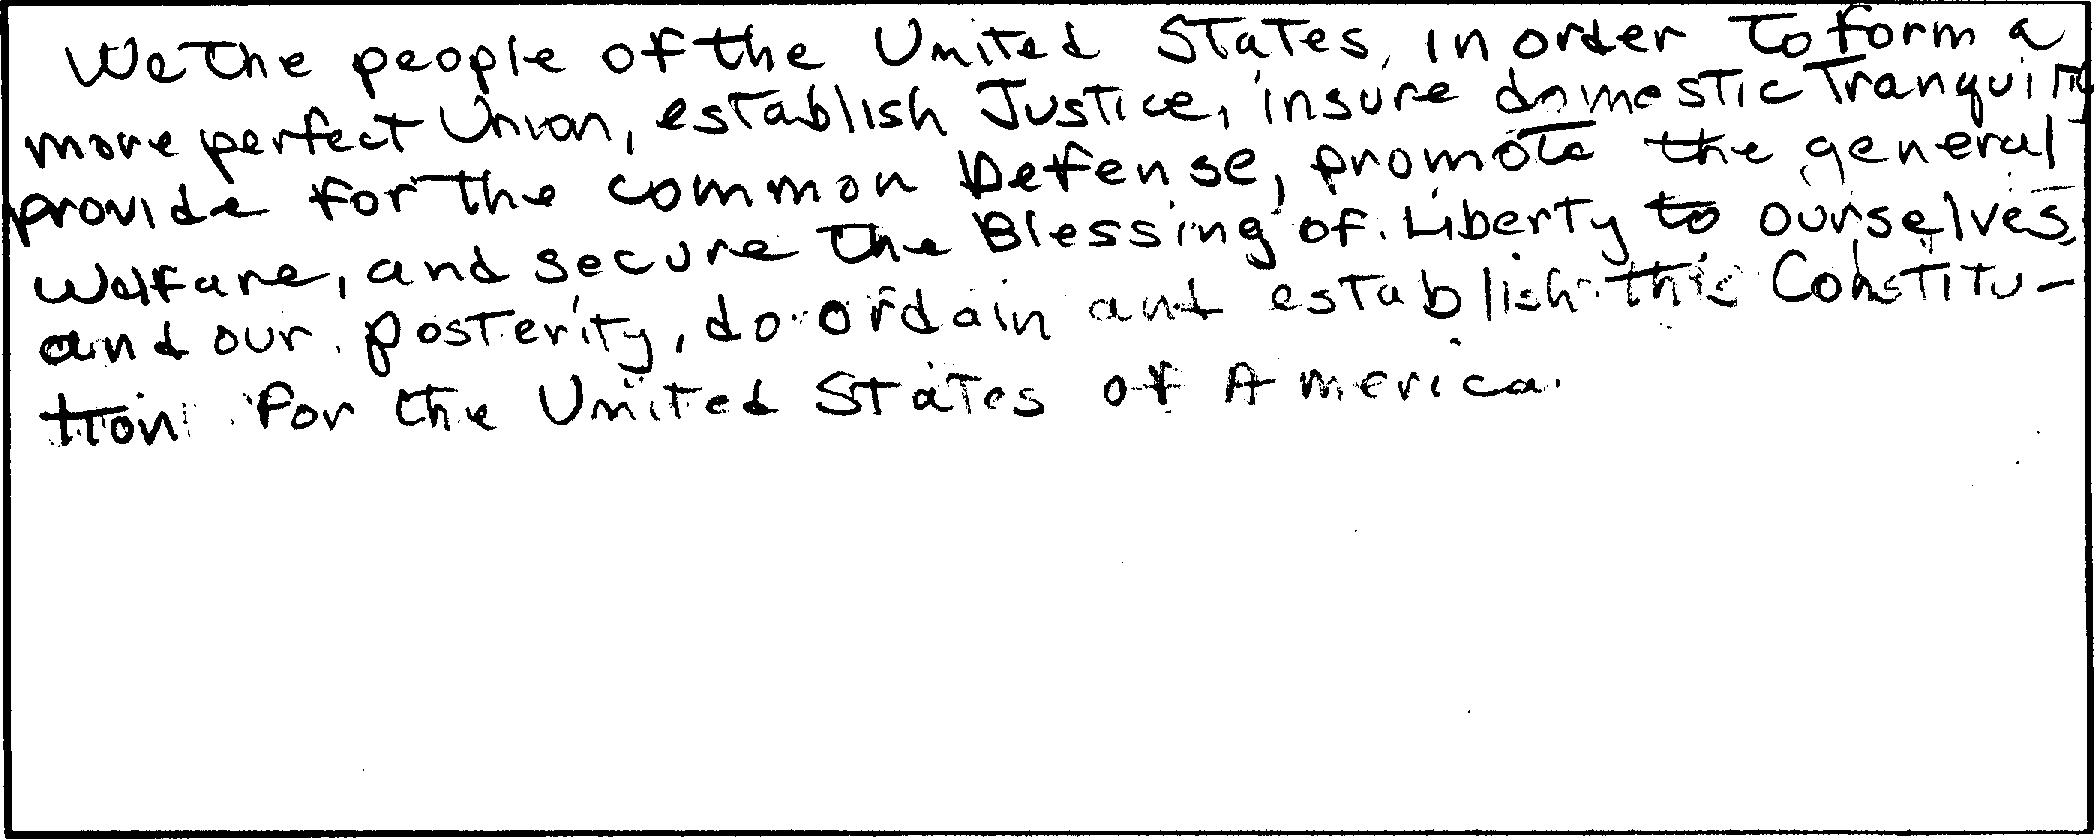 We the people of the United States, in order to form a
more perfect Union, establish Justice, insure domestic Tranquility
provide for the common Defense, promote the general
Welfare, and secure the Blessing of Liberty to ourselves,
and our posterity, do ordain and establish this Constitu-
tion for the United States of America.